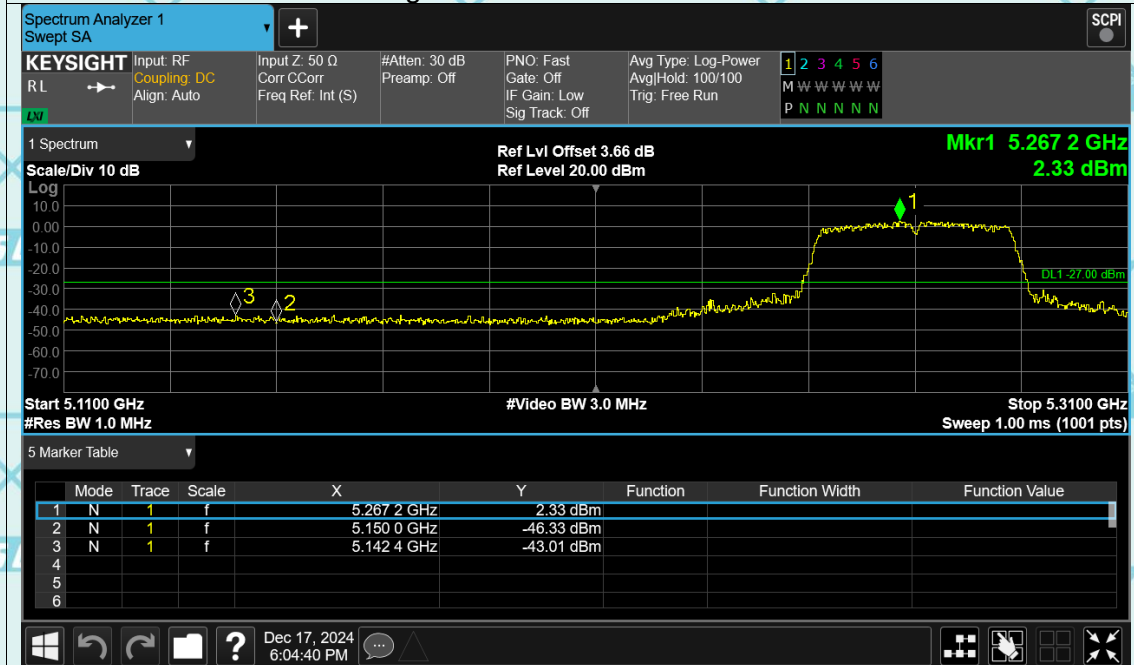 Spectrum Analyzer 1
Swept SA
+
SCPI
KEYSIGHT Input: RF Input Z: 50 Ω #Atten: 30 dB PNO: Fast Avg Type: Log-Power 1 2 3 4 5 6
RL Coupling: DC Corr CCorr Preamp: Off Gate: Off Avg|Hold: 100/100 M W W W W W
Align: Auto Freq Ref: Int (S) IF Gain: Low Trig: Free Run
LXI Sig Track: Off P N N N N N N
1 Spectrum
Ref Lvl Offset 3.66 dB Mkr1 5.267 2 GHz
Scale/Div 10 dB Ref Level 20.00 dBm 2.33 dBm
Log
10.0
0.00
-10.0
-20.0
-30.0
-40.0
-50.0
-60.0
-70.0
1
DL1 -27.00 dBm
3
2
Start 5.1100 GHz #Video BW 3.0 MHz Stop 5.3100 GHz
#Res BW 1.0 MHz Sweep 1.00 ms (1001 pts)
5 Marker Table
Mode Trace Scale X Y Function Function Width Function Value
1 N 1 f 5.267 2 GHz 2.33 dBm
2 N 1 f 5.150 0 GHz -46.33 dBm
3 N 1 f 5.142 4 GHz -43.01 dBm
4
5
6
?
Dec 17, 2024
6:04:40 PM